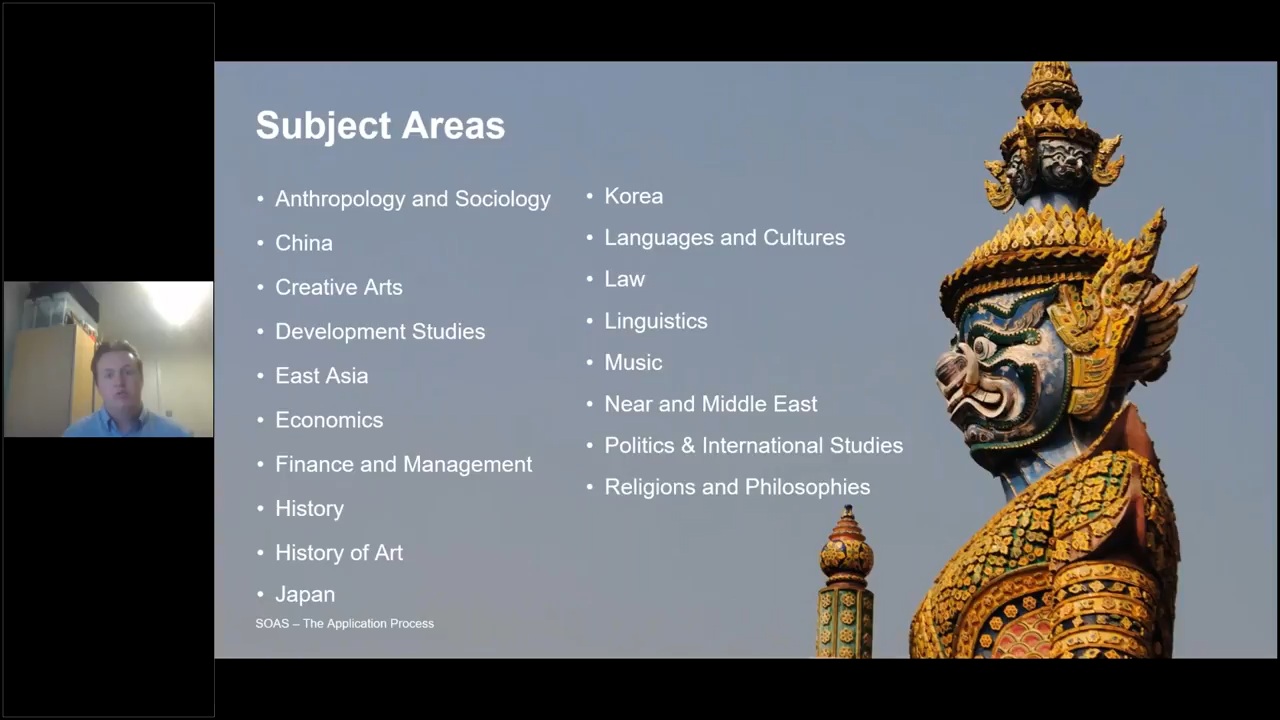 Subject Areas
• Anthropology and Sociology
• China
• Creative Arts
• Development Studies
• East Asia
• Economics
• Finance and Management
• History
• History of Art
• Japan
• Korea
• Languages and Cultures
• Law
• Linguistics
• Music
• Near and Middle East
• Politics & International Studies
• Religions and Philosophies
SOAS – The Application Process